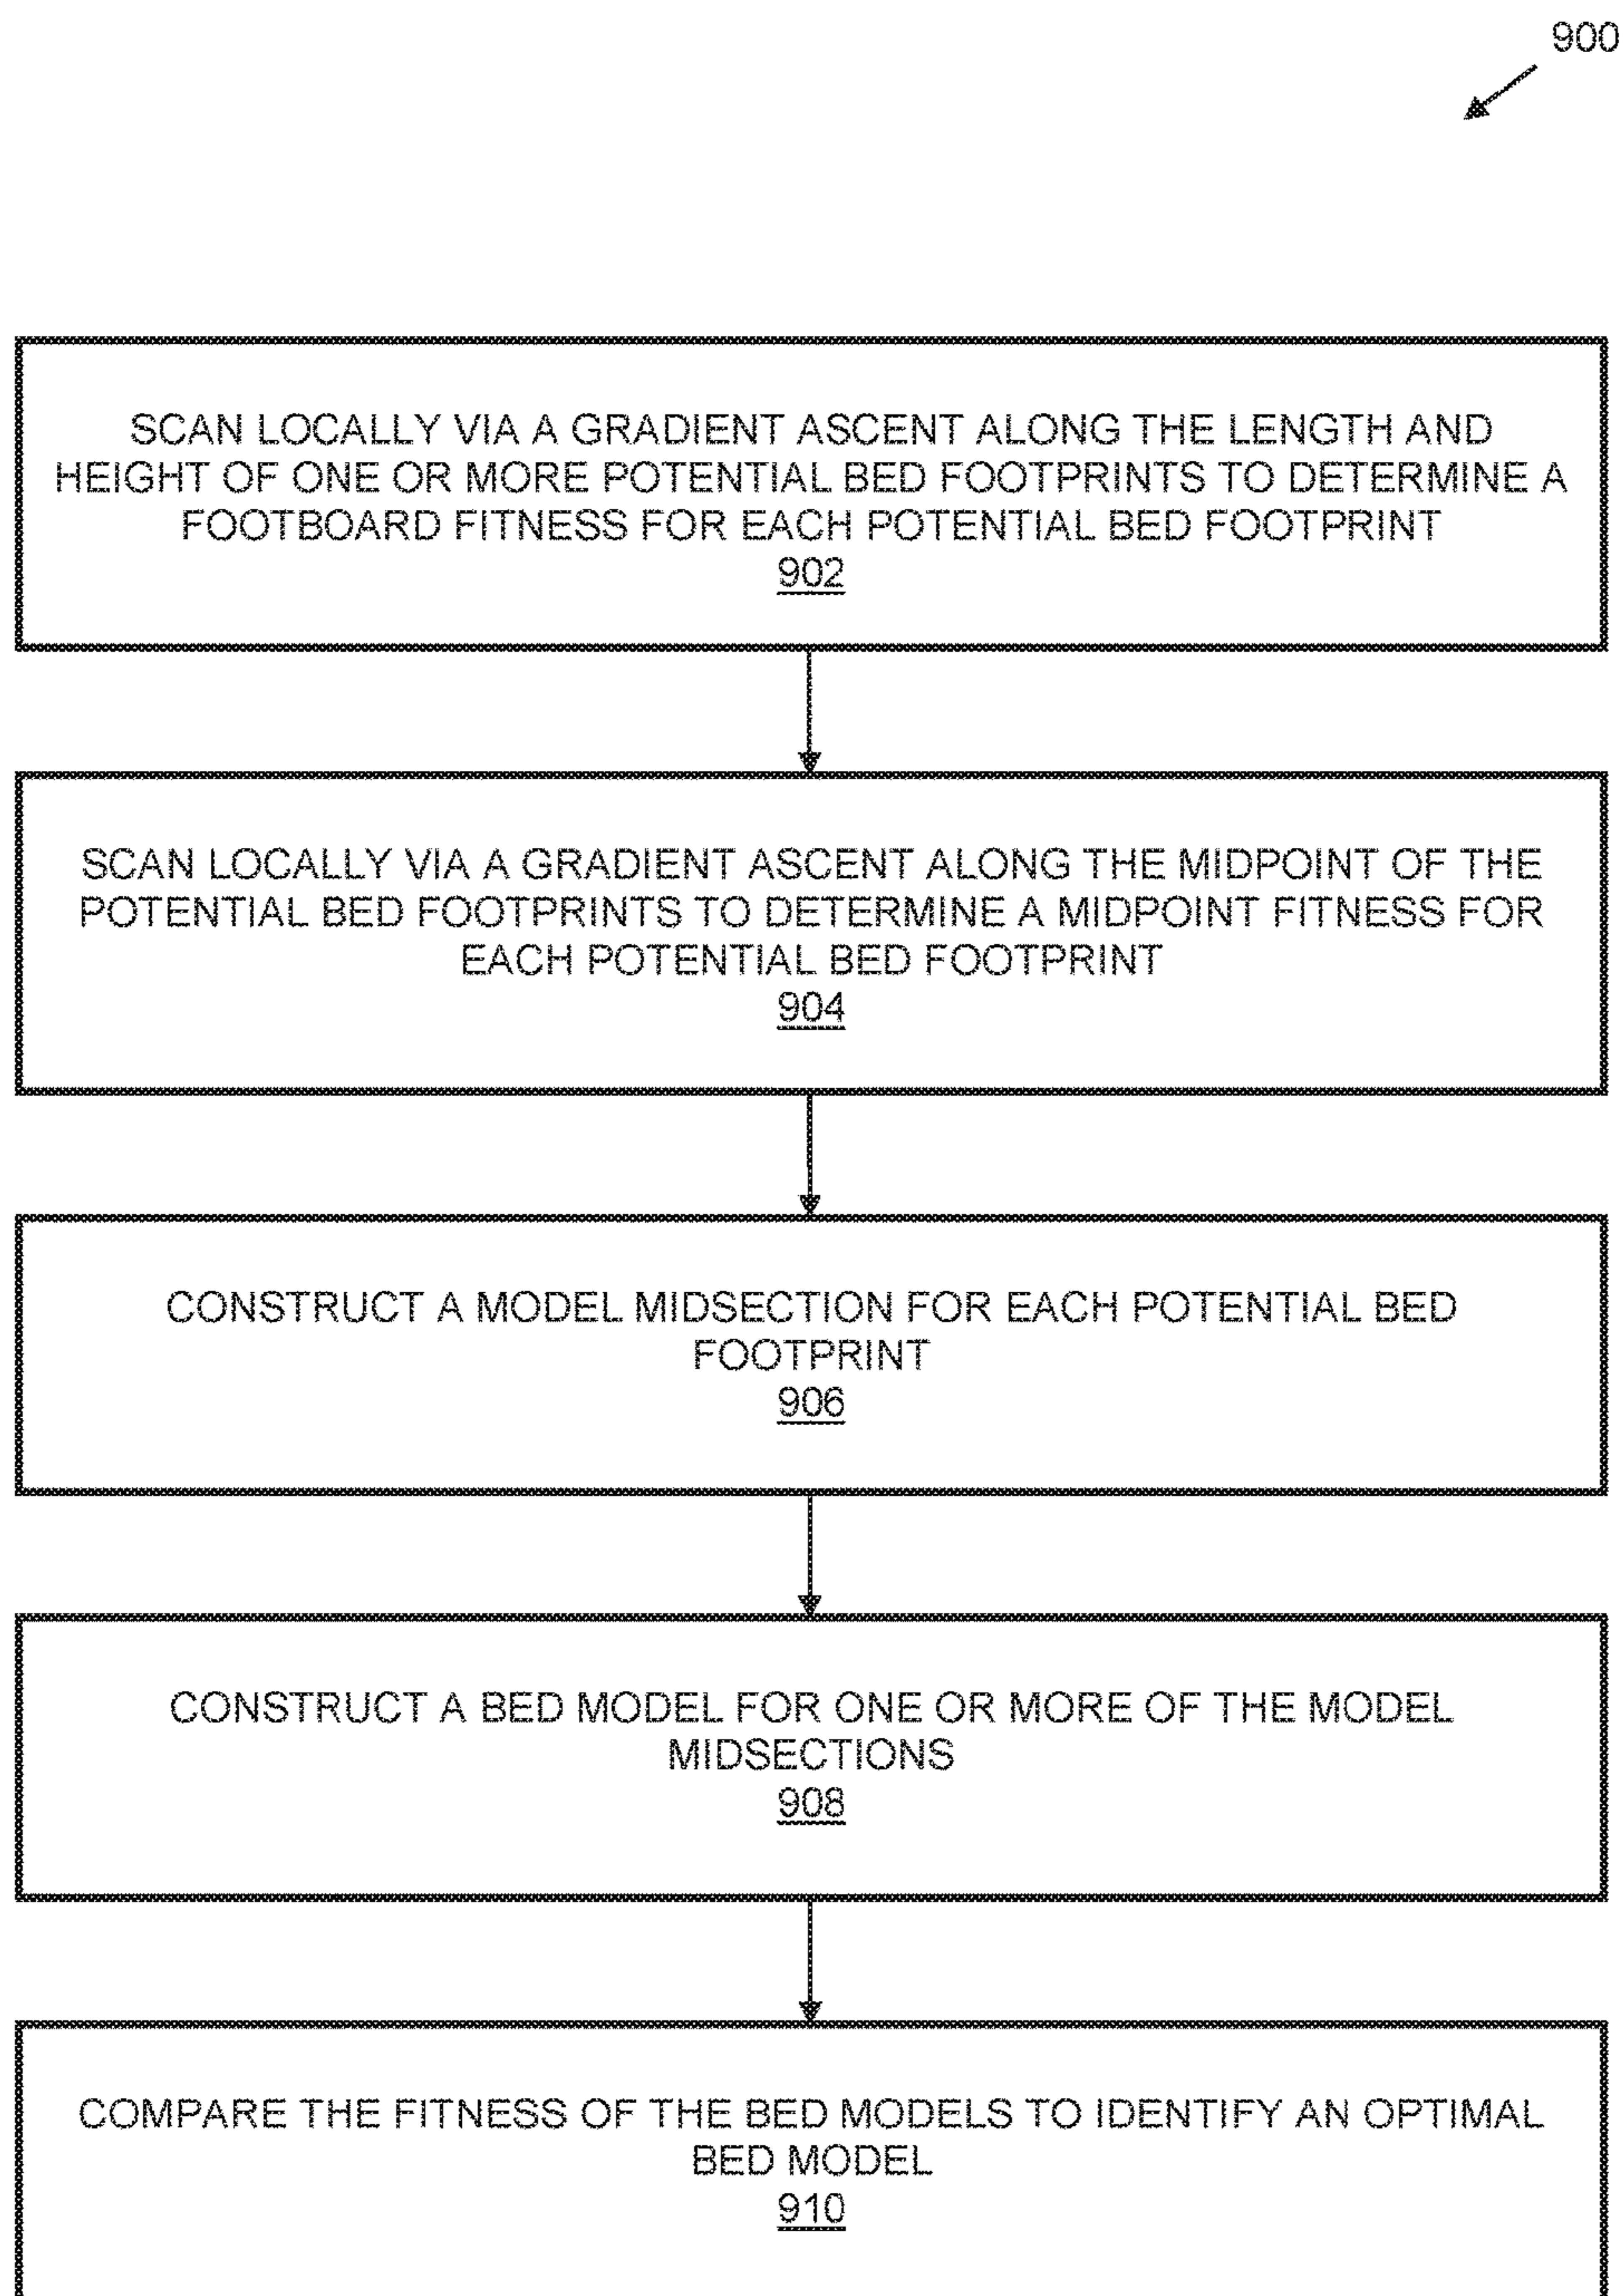 900
SCAN LOCALLY VIA A GRADIENT ASCENT ALONG THE LENGTH AND
HEIGHT OF ONE OR MORE POTENTIAL BED FOOTPRINTS TO DETERMINE A
FOOTBOARD FITNESS FOR EACH POTENTIAL BED FOOTPRINT
902
SCAN LOCALLY VIA A GRADIENT ASCENT ALONG THE MIDPOINT OF THE
POTENTIAL BED FOOTPRINTS TO DETERMINE A MIDPOINT FITNESS FOR
EACH POTENTIAL BED FOOTPRINT
904
CONSTRUCT A MODEL MIDSECTION FOR EACH POTENTIAL BED
FOOTPRINT
906
CONSTRUCT A BED MODEL FOR ONE OR MORE OF THE MODEL
MIDSECTIONS
908
COMPARE THE FITNESS OF THE BED MODELS TO IDENTIFY AN OPTIMAL
BED MODEL
910